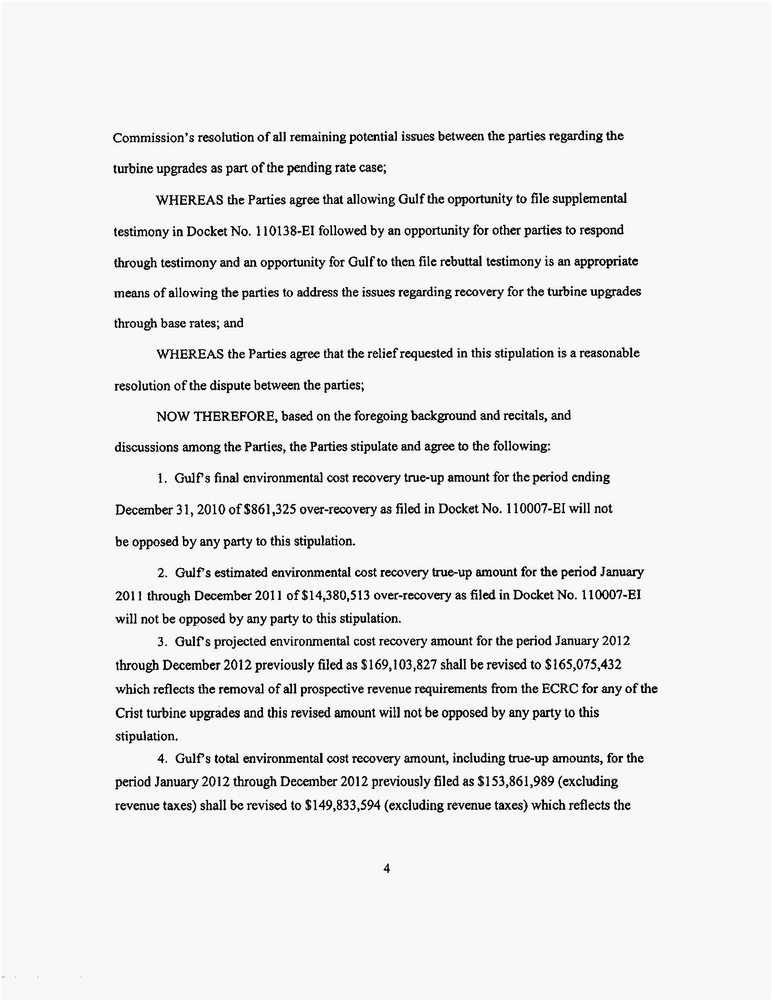 Commission's resolution of all remaining potential issues between the parties regarding the
turbine upgrades as part of the pending rate case;
WHEREAS the Parties agree that allowing Gulf the opportunity to file supplemental
testimony in Docket No. 110138-EI followed by an opportunity for other parties to respond
through testimony and an opportunity for Gulf to then file rebuttal testimony is an appropriate
means of allowing the parties to address the issues regarding recovery for the turbine upgrades
through base rates; and
WHEREAS the Parties agree that the relief requested in this stipulation is a reasonable
resolution of the dispute between the parties;
NOW THEREFORE, based on the foregoing background and recitals, and
discussions among the Parties, the Parties stipulate and agree to the following:
1. Gulf's final environmental cost recovery true-up amount for the period ending
December 31, 2010 of $861,325 over-recovery as filed in Docket No. 110007-EI will not
be opposed by any party to this stipulation.
2. Gulf's estimated environmental cost recovery true-up amount for the period January
2011 through December 2011 of $14,380,513 over-recovery as filed in Docket No. 110007-EI
will not be opposed by any party to this stipulation.
3. Gulf's projected environmental cost recovery amount for the period January 2012
through December 2012 previously filed as $169,103,827 shall be revised to $165,075,432
which reflects the removal of all prospective revenue requirements from the ECRC for any of the
Crist turbine upgrades and this revised amount will not be opposed by any party to this
stipulation.
4. Gulf's total environmental cost recovery amount, including true-up amounts, for the
period January 2012 through December 2012 previously filed as $153,861,989 (excluding
revenue taxes) shall be revised to $149,833,594 (excluding revenue taxes) which reflects the
4